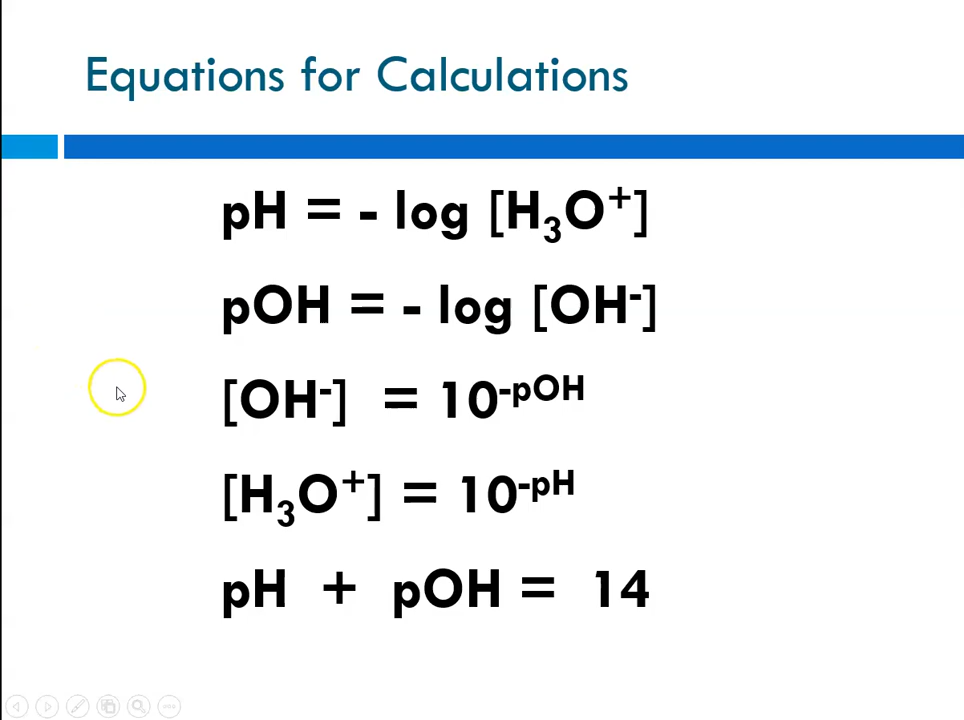 Equations for Calculations
pH = - log [H₃O⁺]
pOH = - log [OH⁻]
[OH⁻] = 10⁻ᵖᴼᴴ
[H₃O⁺] = 10⁻ᵖᴴ
pH + pOH = 14